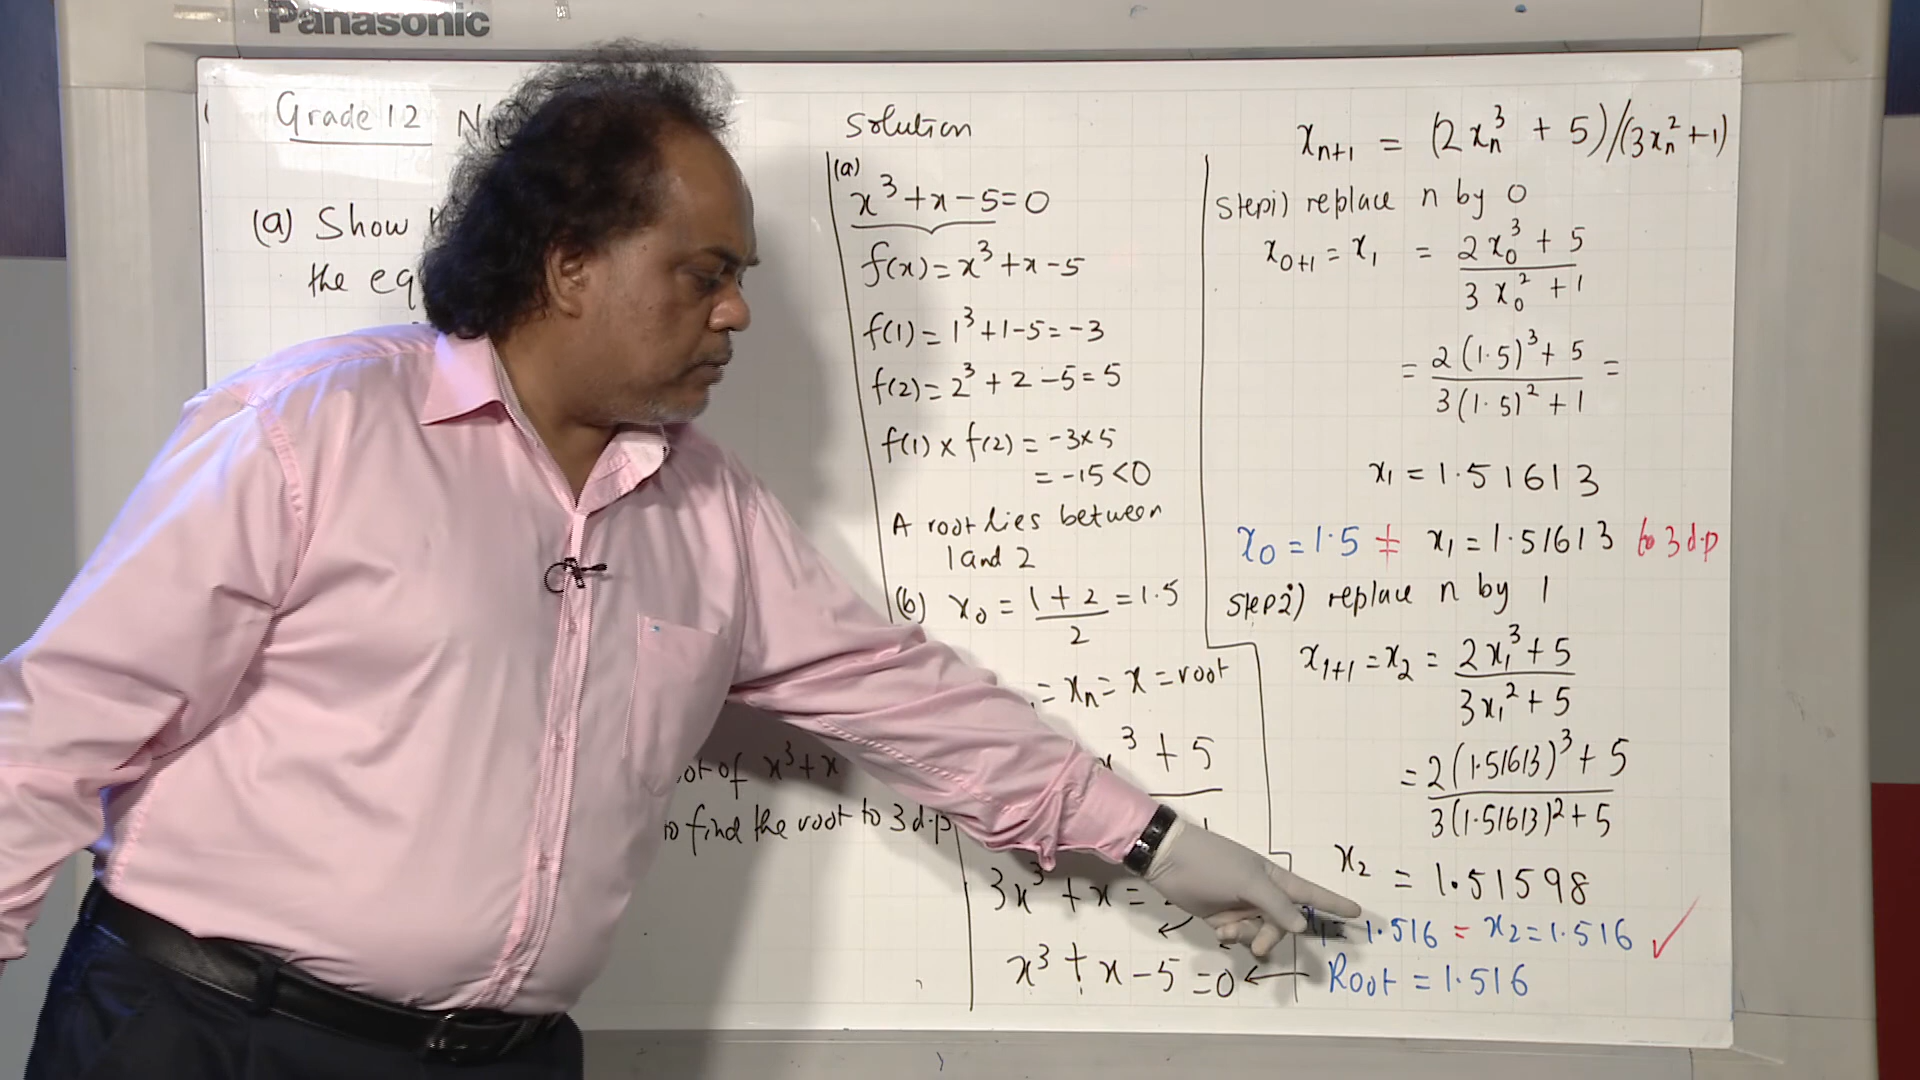 Panasonic
Grade 12
(a) Show
the eq
ot of x³+x
to find the root to 3 d.p
Solution
(a)
x³+x-5=0
f(x)=x³+x-5
f(1)=1³+1-5=-3
f(2)=2³+2-5=5
f(1)×f(2)=-3×5
=-15<0
A root lies between
1 and 2
(b) x₀ = (1+2)/2 = 1.5
= xₙ = x = root
³ + 5
3x³ + x =
x³ + x - 5 = 0 ←
xₙ₊₁ = (2xₙ³ + 5)/(3xₙ² + 1)
Step1) replace n by 0
x₀₊₁ = x₁ = (2x₀³ + 5)/(3x₀² + 1)
= (2(1.5)³ + 5)/(3(1.5)² + 1) =
x₁ = 1.51613
x₀ = 1.5 ≠ x₁ = 1.51613 to 3 d.p
Step2) replace n by 1
x₁₊₁ = x₂ = (2x₁³ + 5)/(3x₁² + 5)
= (2(1.51613)³ + 5)/(3(1.51613)² + 5)
x₂ = 1.51598
x₁ = 1.516 = x₂ = 1.516 ✓
Root = 1.516